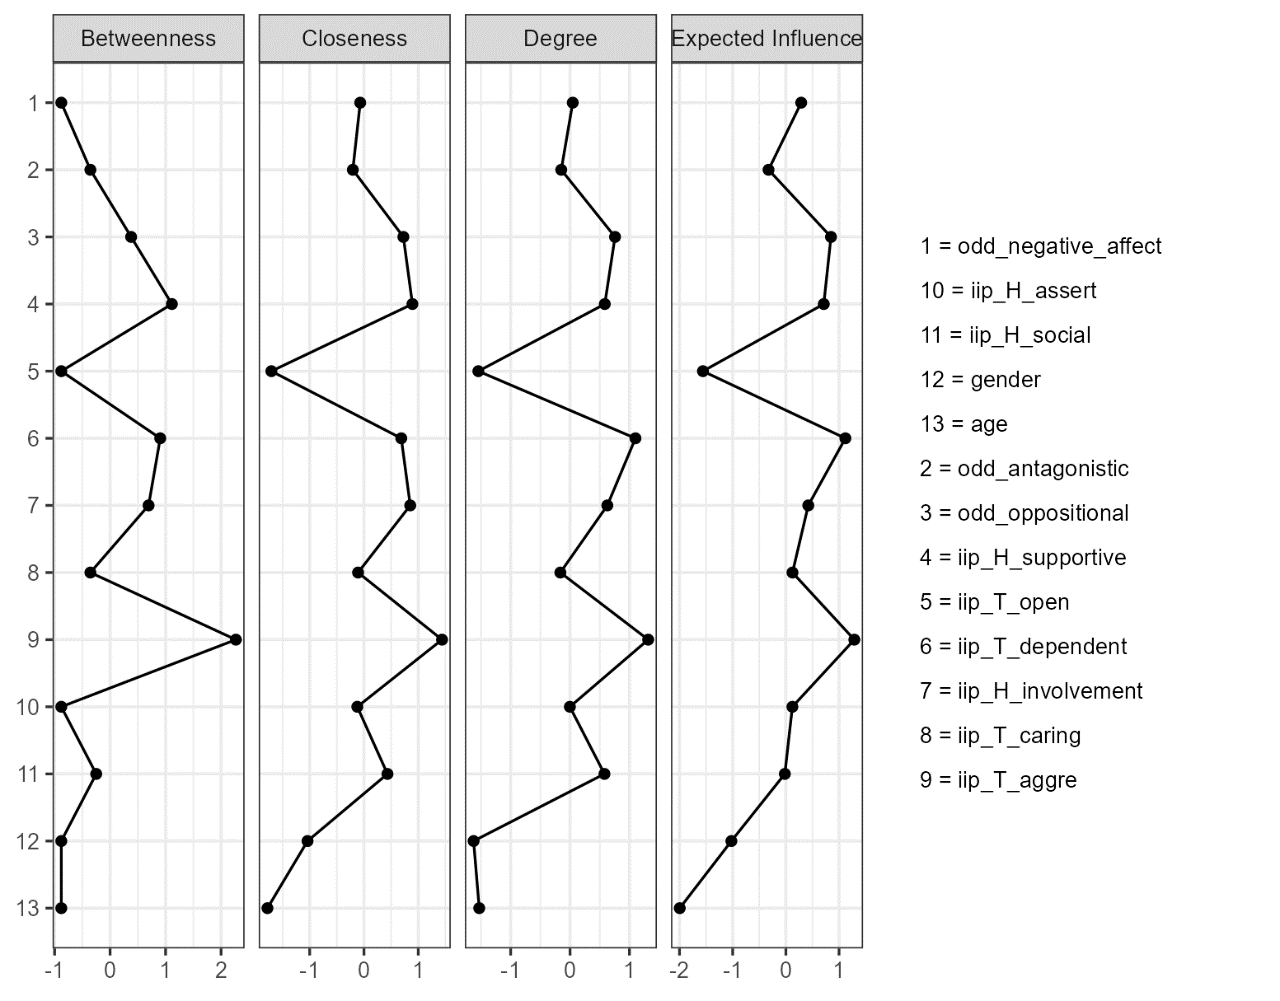 Betweenness Closeness Degree Expected Influence
1
2
3
4
5
6
7
8
9
10
11
12
13
-1 0 1 2 -1 0 1 -1 0 1 -2 -1 0 1
1 = odd_negative_affect
10 = iip_H_assert
11 = iip_H_social
12 = gender
13 = age
2 = odd_antagonistic
3 = odd_oppositional
4 = iip_H_supportive
5 = iip_T_open
6 = iip_T_dependent
7 = iip_H_involvement
8 = iip_T_caring
9 = iip_T_aggre